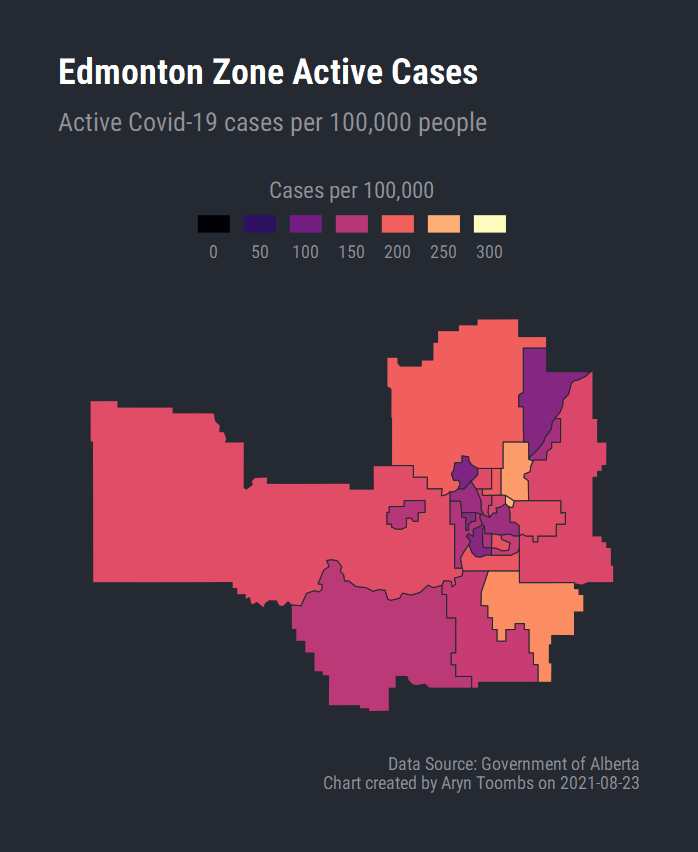 Edmonton Zone Active Cases
Active Covid-19 cases per 100,000 people
Cases per 100,000
0 50 100 150 200 250 300
Data Source: Government of Alberta
Chart created by Aryn Toombs on 2021-08-23